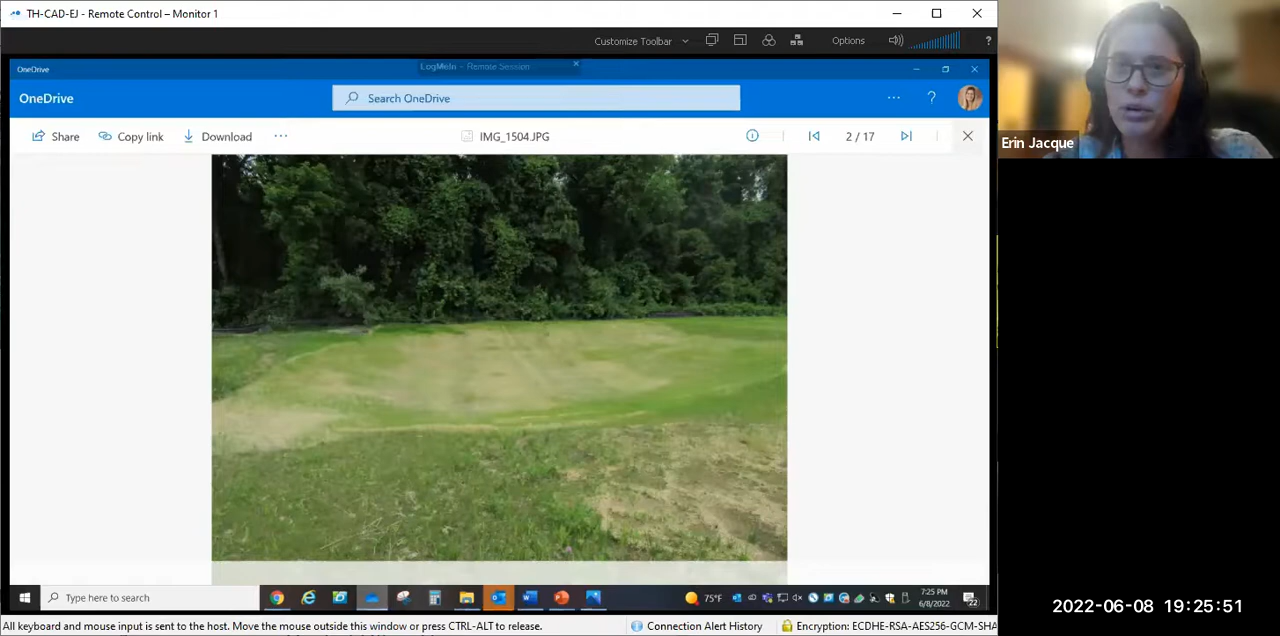 TH-CAD-EJ - Remote Control – Monitor 1
Customize Toolbar
Options
?
OneDrive
LogMeIn - Remote Session
OneDrive
Search OneDrive
?
Share
Copy link
Download
IMG_1504.JPG
2 / 17
Erin Jacque
Type here to search
75°F
7:25 PM
6/8/2022
22
All keyboard and mouse input is sent to the host. Move the mouse outside this window or press CTRL-ALT to release.
Connection Alert History
Encryption: ECDHE-RSA-AES256-GCM-SHA
2022-06-08 19:25:51